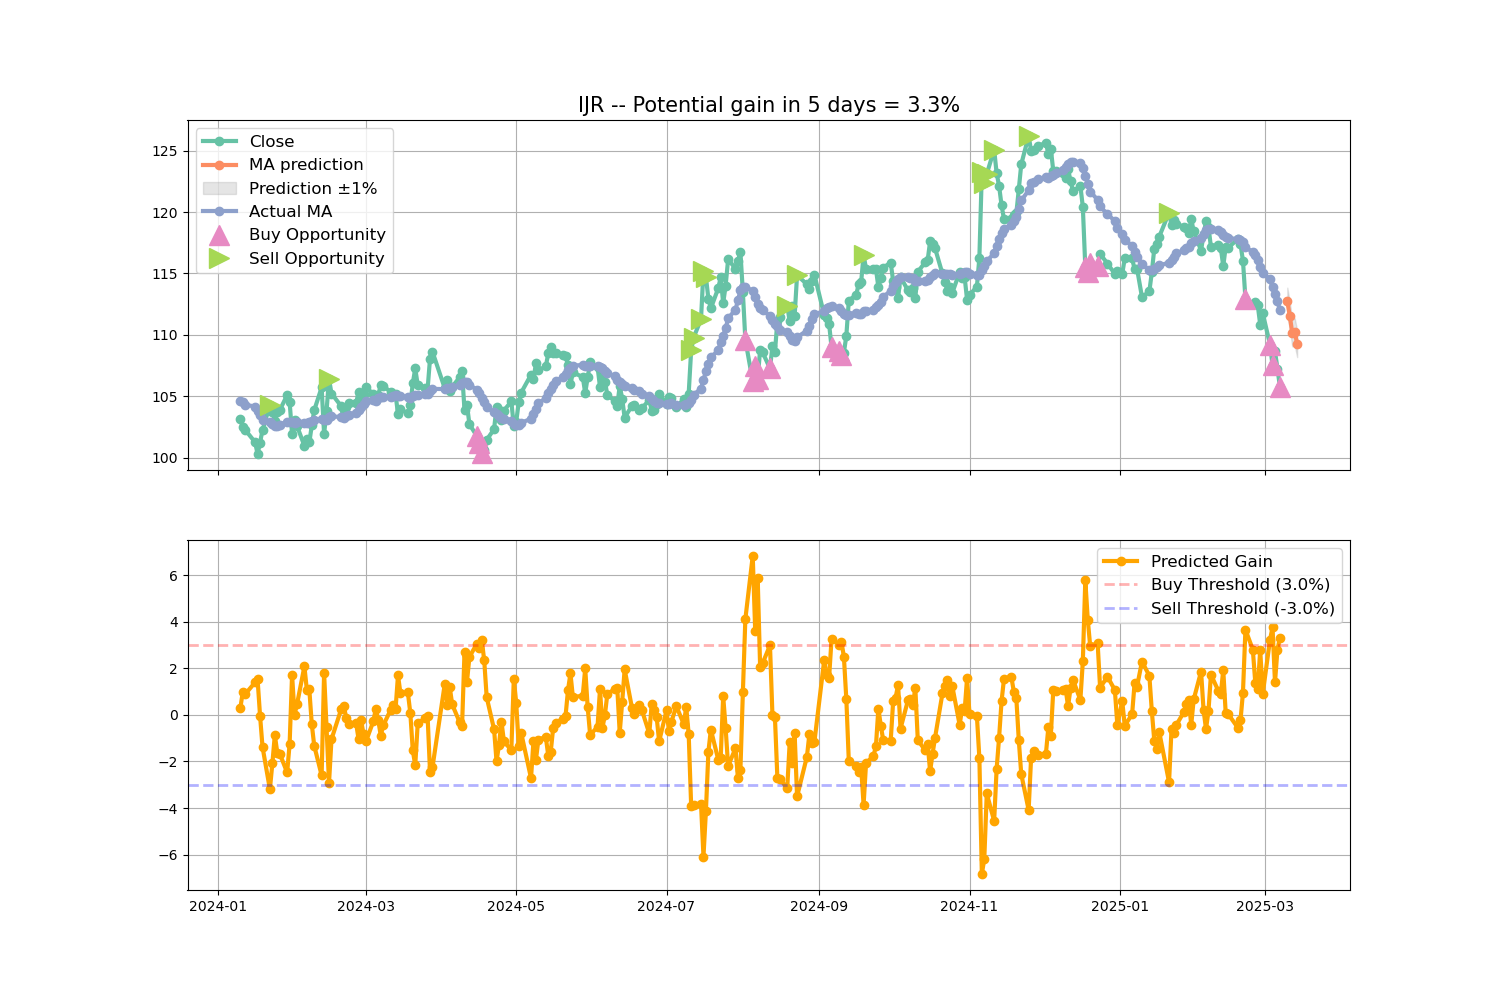 IJR -- Potential gain in 5 days = 3.3%
Close
MA prediction
Prediction ±1%
Actual MA
Buy Opportunity
Sell Opportunity
125
120
115
110
105
100
Predicted Gain
Buy Threshold (3.0%)
Sell Threshold (-3.0%)
6
4
2
0
−2
−4
−6
2024-01 2024-03 2024-05 2024-07 2024-09 2024-11 2025-01 2025-03